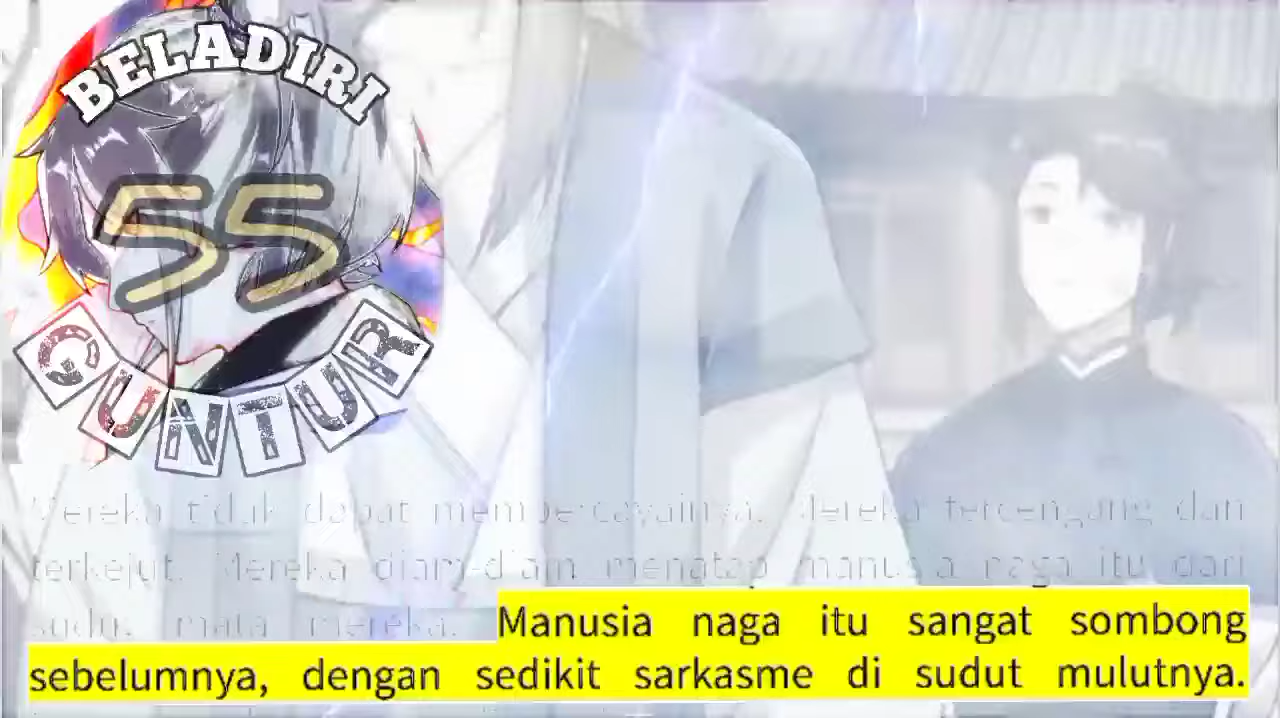 BELADIRI
55
GUNTUR
Mereka tidak dapat mempercayainya. Mereka tercengang dan
terkejut. Mereka diam-diam menatap manusia naga itu dari
sudut mata mereka. Manusia naga itu sangat sombong
sebelumnya, dengan sedikit sarkasme di sudut mulutnya.